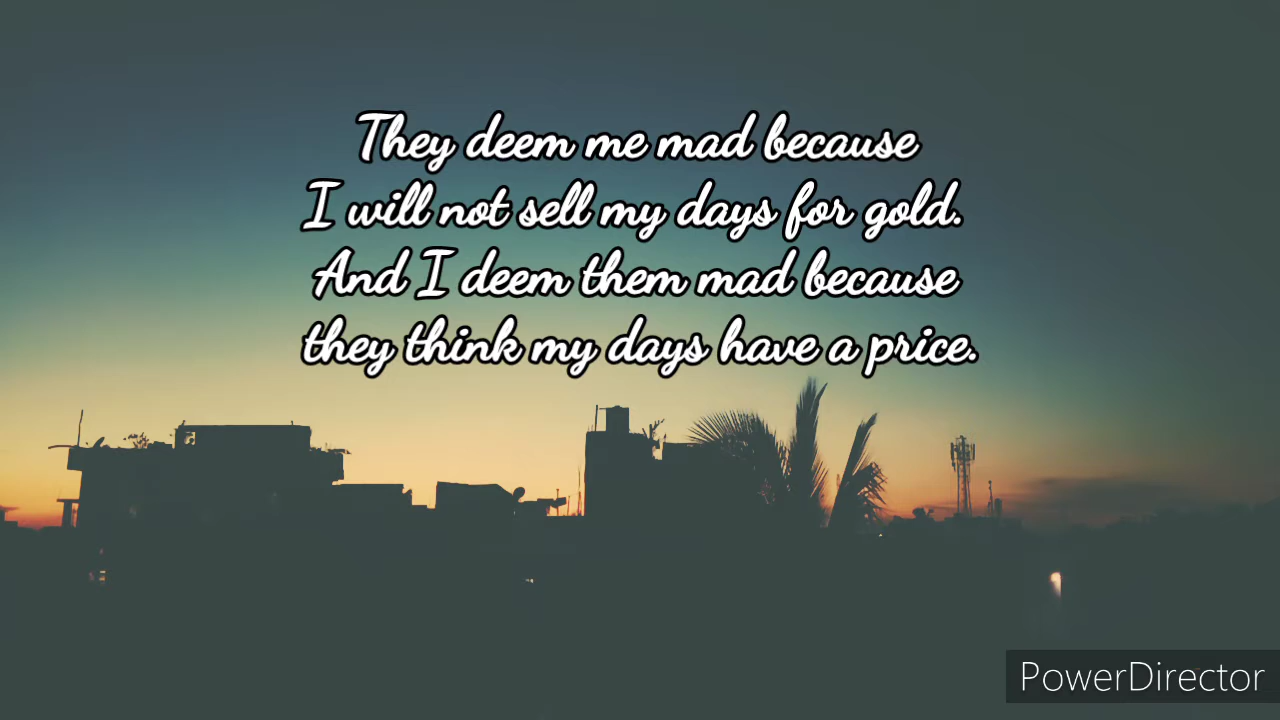 They deem me mad because
I will not sell my days for gold.
And I deem them mad because
they think my days have a price.
PowerDirector